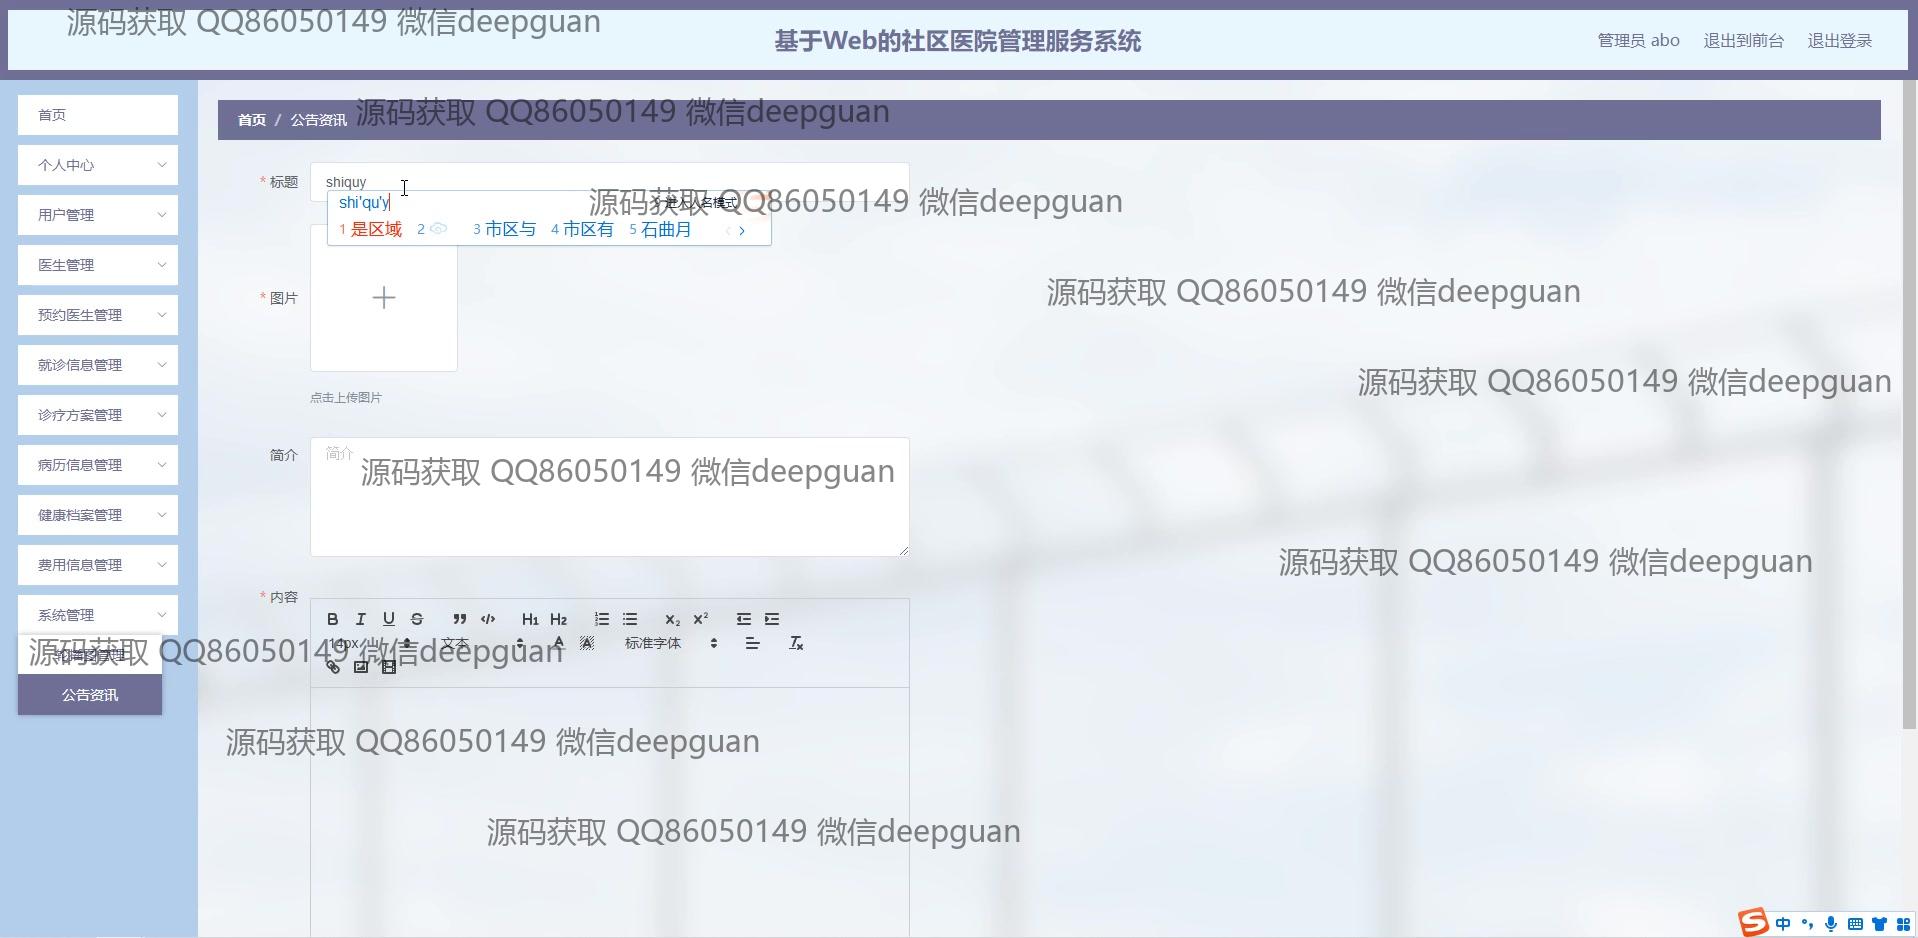 源码获取 QQ86050149 微信deepguan
基于Web的社区医院管理服务系统
管理员 abo
退出到前台
退出登录
首页
个人中心
用户管理
医生管理
预约医生管理
就诊信息管理
诊疗方案管理
病历信息管理
健康档案管理
费用信息管理
系统管理
轮播图管理
公告资讯
首页 / 公告资讯
源码获取 QQ86050149 微信deepguan
* 标题
shiquy
shi'qu'y
进入人名模式
源码获取 QQ86050149 微信deepguan
1 是区域 2 3 市区与 4 市区有 5 石曲月
源码获取 QQ86050149 微信deepguan
* 图片
点击上传图片
源码获取 QQ86050149 微信deepguan
简介
简介
源码获取 QQ86050149 微信deepguan
源码获取 QQ86050149 微信deepguan
* 内容
B I U S H1 H2 x2 x2
14px 文本 A A 标准字体 Tx
源码获取 QQ86050149 微信deepguan
源码获取 QQ86050149 微信deepguan
源码获取 QQ86050149 微信deepguan
S 中